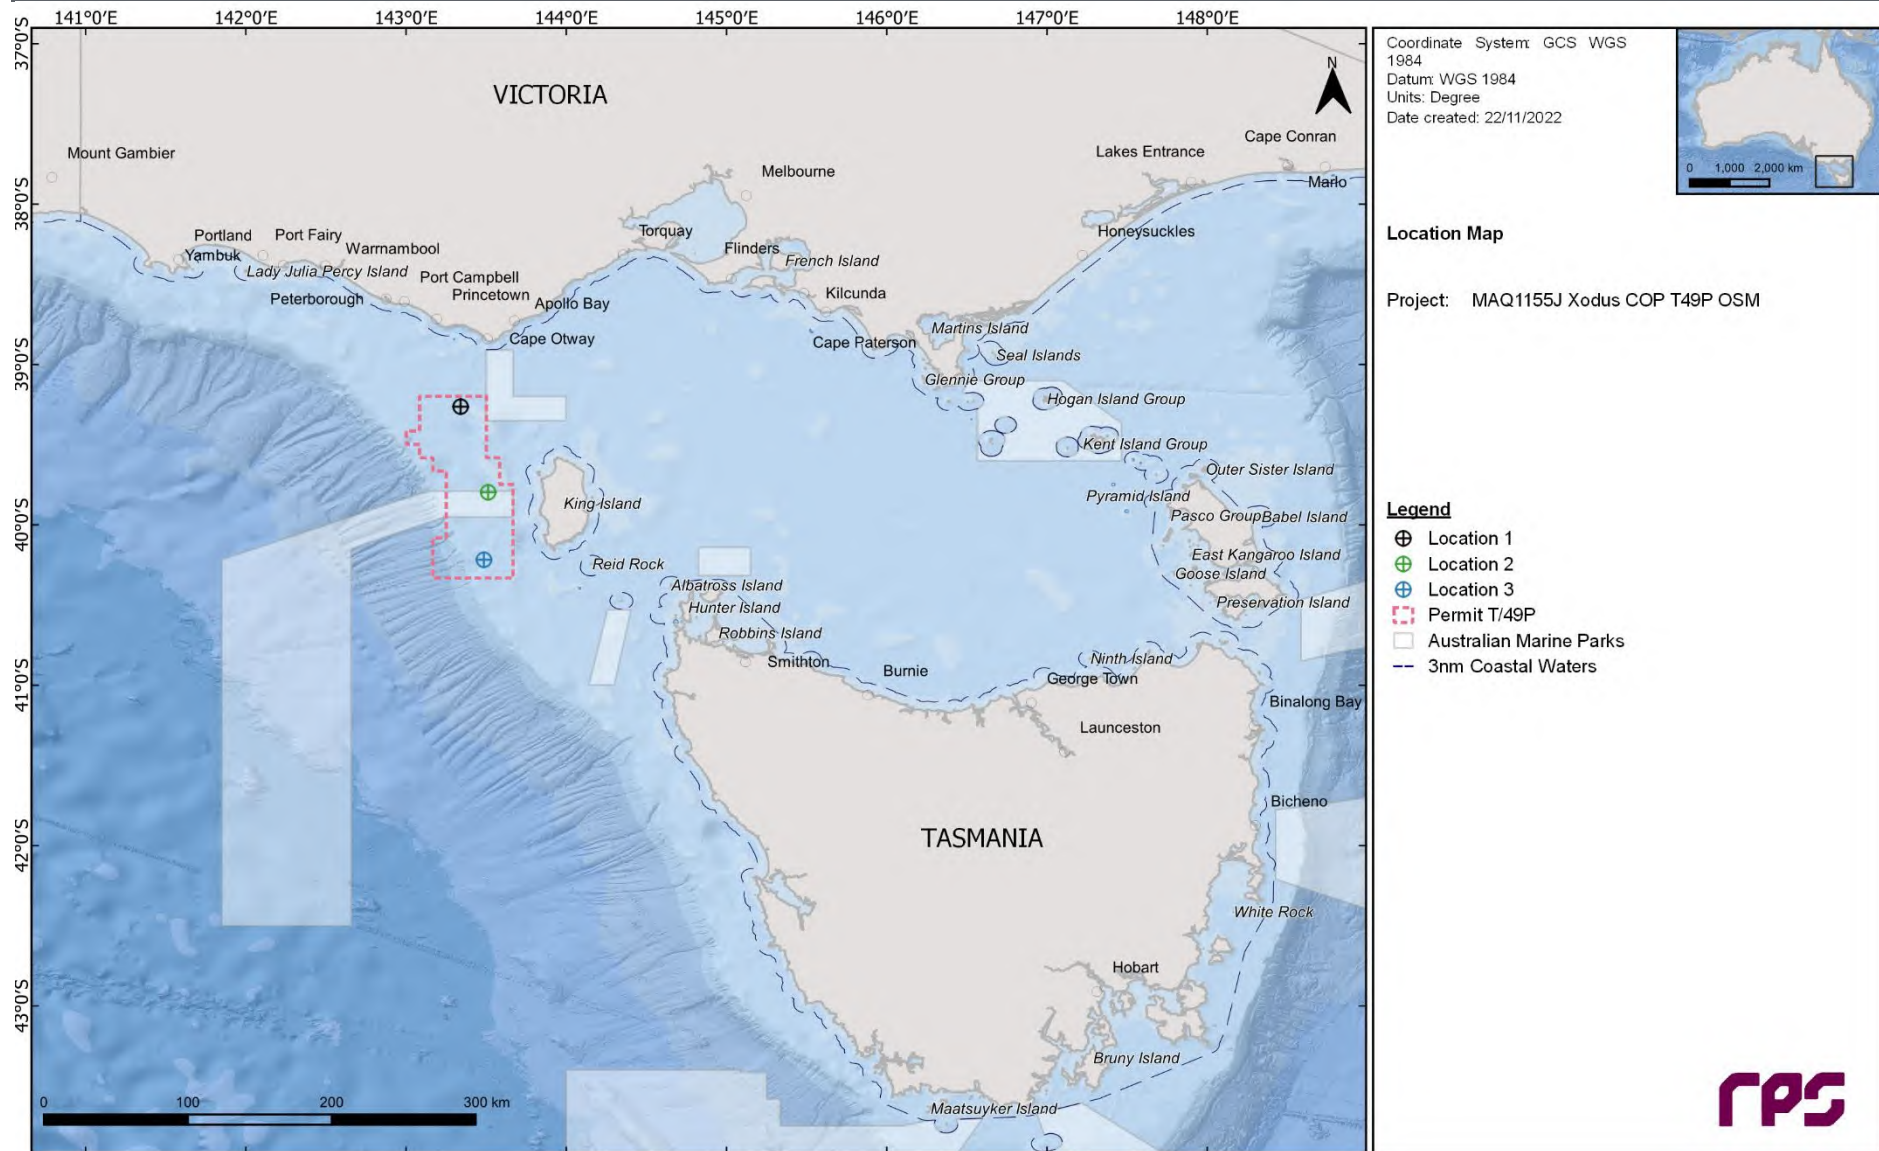 141°0'E 142°0'E 143°0'E 144°0'E 145°0'E 146°0'E 147°0'E 148°0'E
37°0'S
38°0'S
39°0'S
40°0'S
41°0'S
42°0'S
43°0'S
N
VICTORIA
Mount Gambier
Melbourne
Lakes Entrance
Cape Conran
Marlo
Portland
Port Fairy
Warrnambool
Yambuk
Lady Julia Percy Island
Port Campbell
Peterborough
Princetown
Apollo Bay
Cape Otway
Torquay
Flinders
French Island
Kilcunda
Cape Paterson
Honeysuckles
Martins Island
Seal Islands
Glennie Group
Hogan Island Group
Kent Island Group
Outer Sister Island
Pyramid Island
Pasco Group
Babel Island
East Kangaroo Island
Goose Island
Preservation Island
King Island
Reid Rock
Albatross Island
Hunter Island
Robbins Island
Smithton
Burnie
Ninth Island
George Town
Launceston
Binalong Bay
Bicheno
TASMANIA
White Rock
Hobart
Bruny Island
Maatsuyker Island
0 100 200 300 km
Coordinate System: GCS WGS
1984
Datum: WGS 1984
Units: Degree
Date created: 22/11/2022
0 1,000 2,000 km
Location Map
Project: MAQ1155J Xodus COP T49P OSM
Legend
Location 1
Location 2
Location 3
Permit T/49P
Australian Marine Parks
3nm Coastal Waters
rps